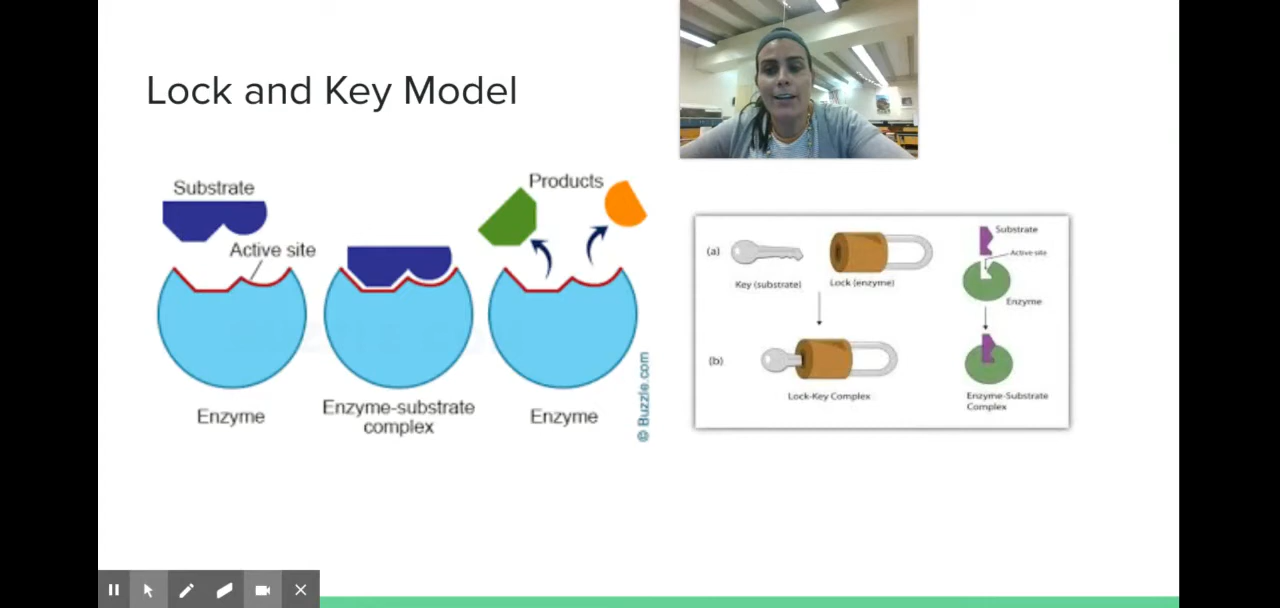 Lock and Key Model
Substrate
Active site
Products
Enzyme
Enzyme-substrate
complex
Enzyme
© Buzzle.com
(a)
Key (substrate)
Lock (enzyme)
Substrate
Active site
Enzyme
(b)
Lock-Key Complex
Enzyme-Substrate
Complex